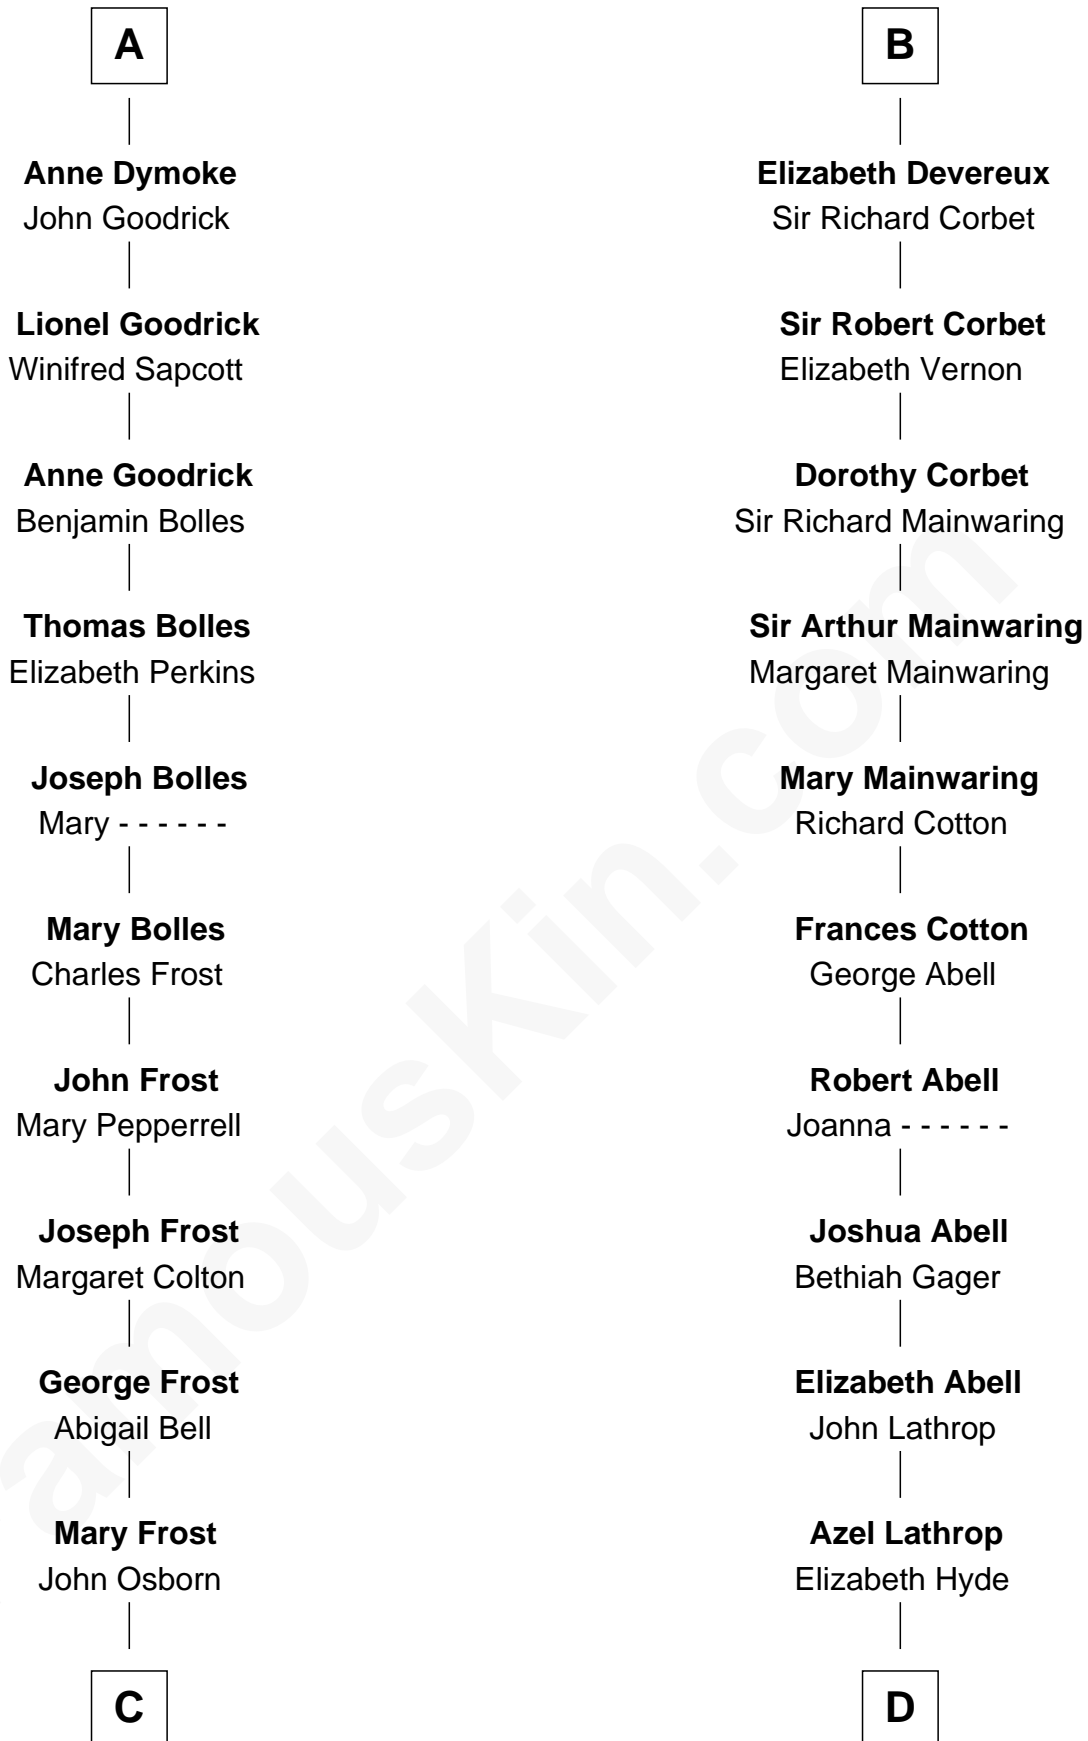 A
Anne Dymoke
John Goodrick
Lionel Goodrick
Winifred Sapcott
Anne Goodrick
Benjamin Bolles
Thomas Bolles
Elizabeth Perkins
Joseph Bolles
Mary - - - - - -
Mary Bolles
Charles Frost
John Frost
Mary Pepperrell
Joseph Frost
Margaret Colton
George Frost
Abigail Bell
Mary Frost
John Osborn
C
B
Elizabeth Devereux
Sir Richard Corbet
Sir Robert Corbet
Elizabeth Vernon
Dorothy Corbet
Sir Richard Mainwaring
Sir Arthur Mainwaring
Margaret Mainwaring
Mary Mainwaring
Richard Cotton
Frances Cotton
George Abell
Robert Abell
Joanna - - - - - -
Joshua Abell
Bethiah Gager
Elizabeth Abell
John Lathrop
Azel Lathrop
Elizabeth Hyde
D
amousKin.com